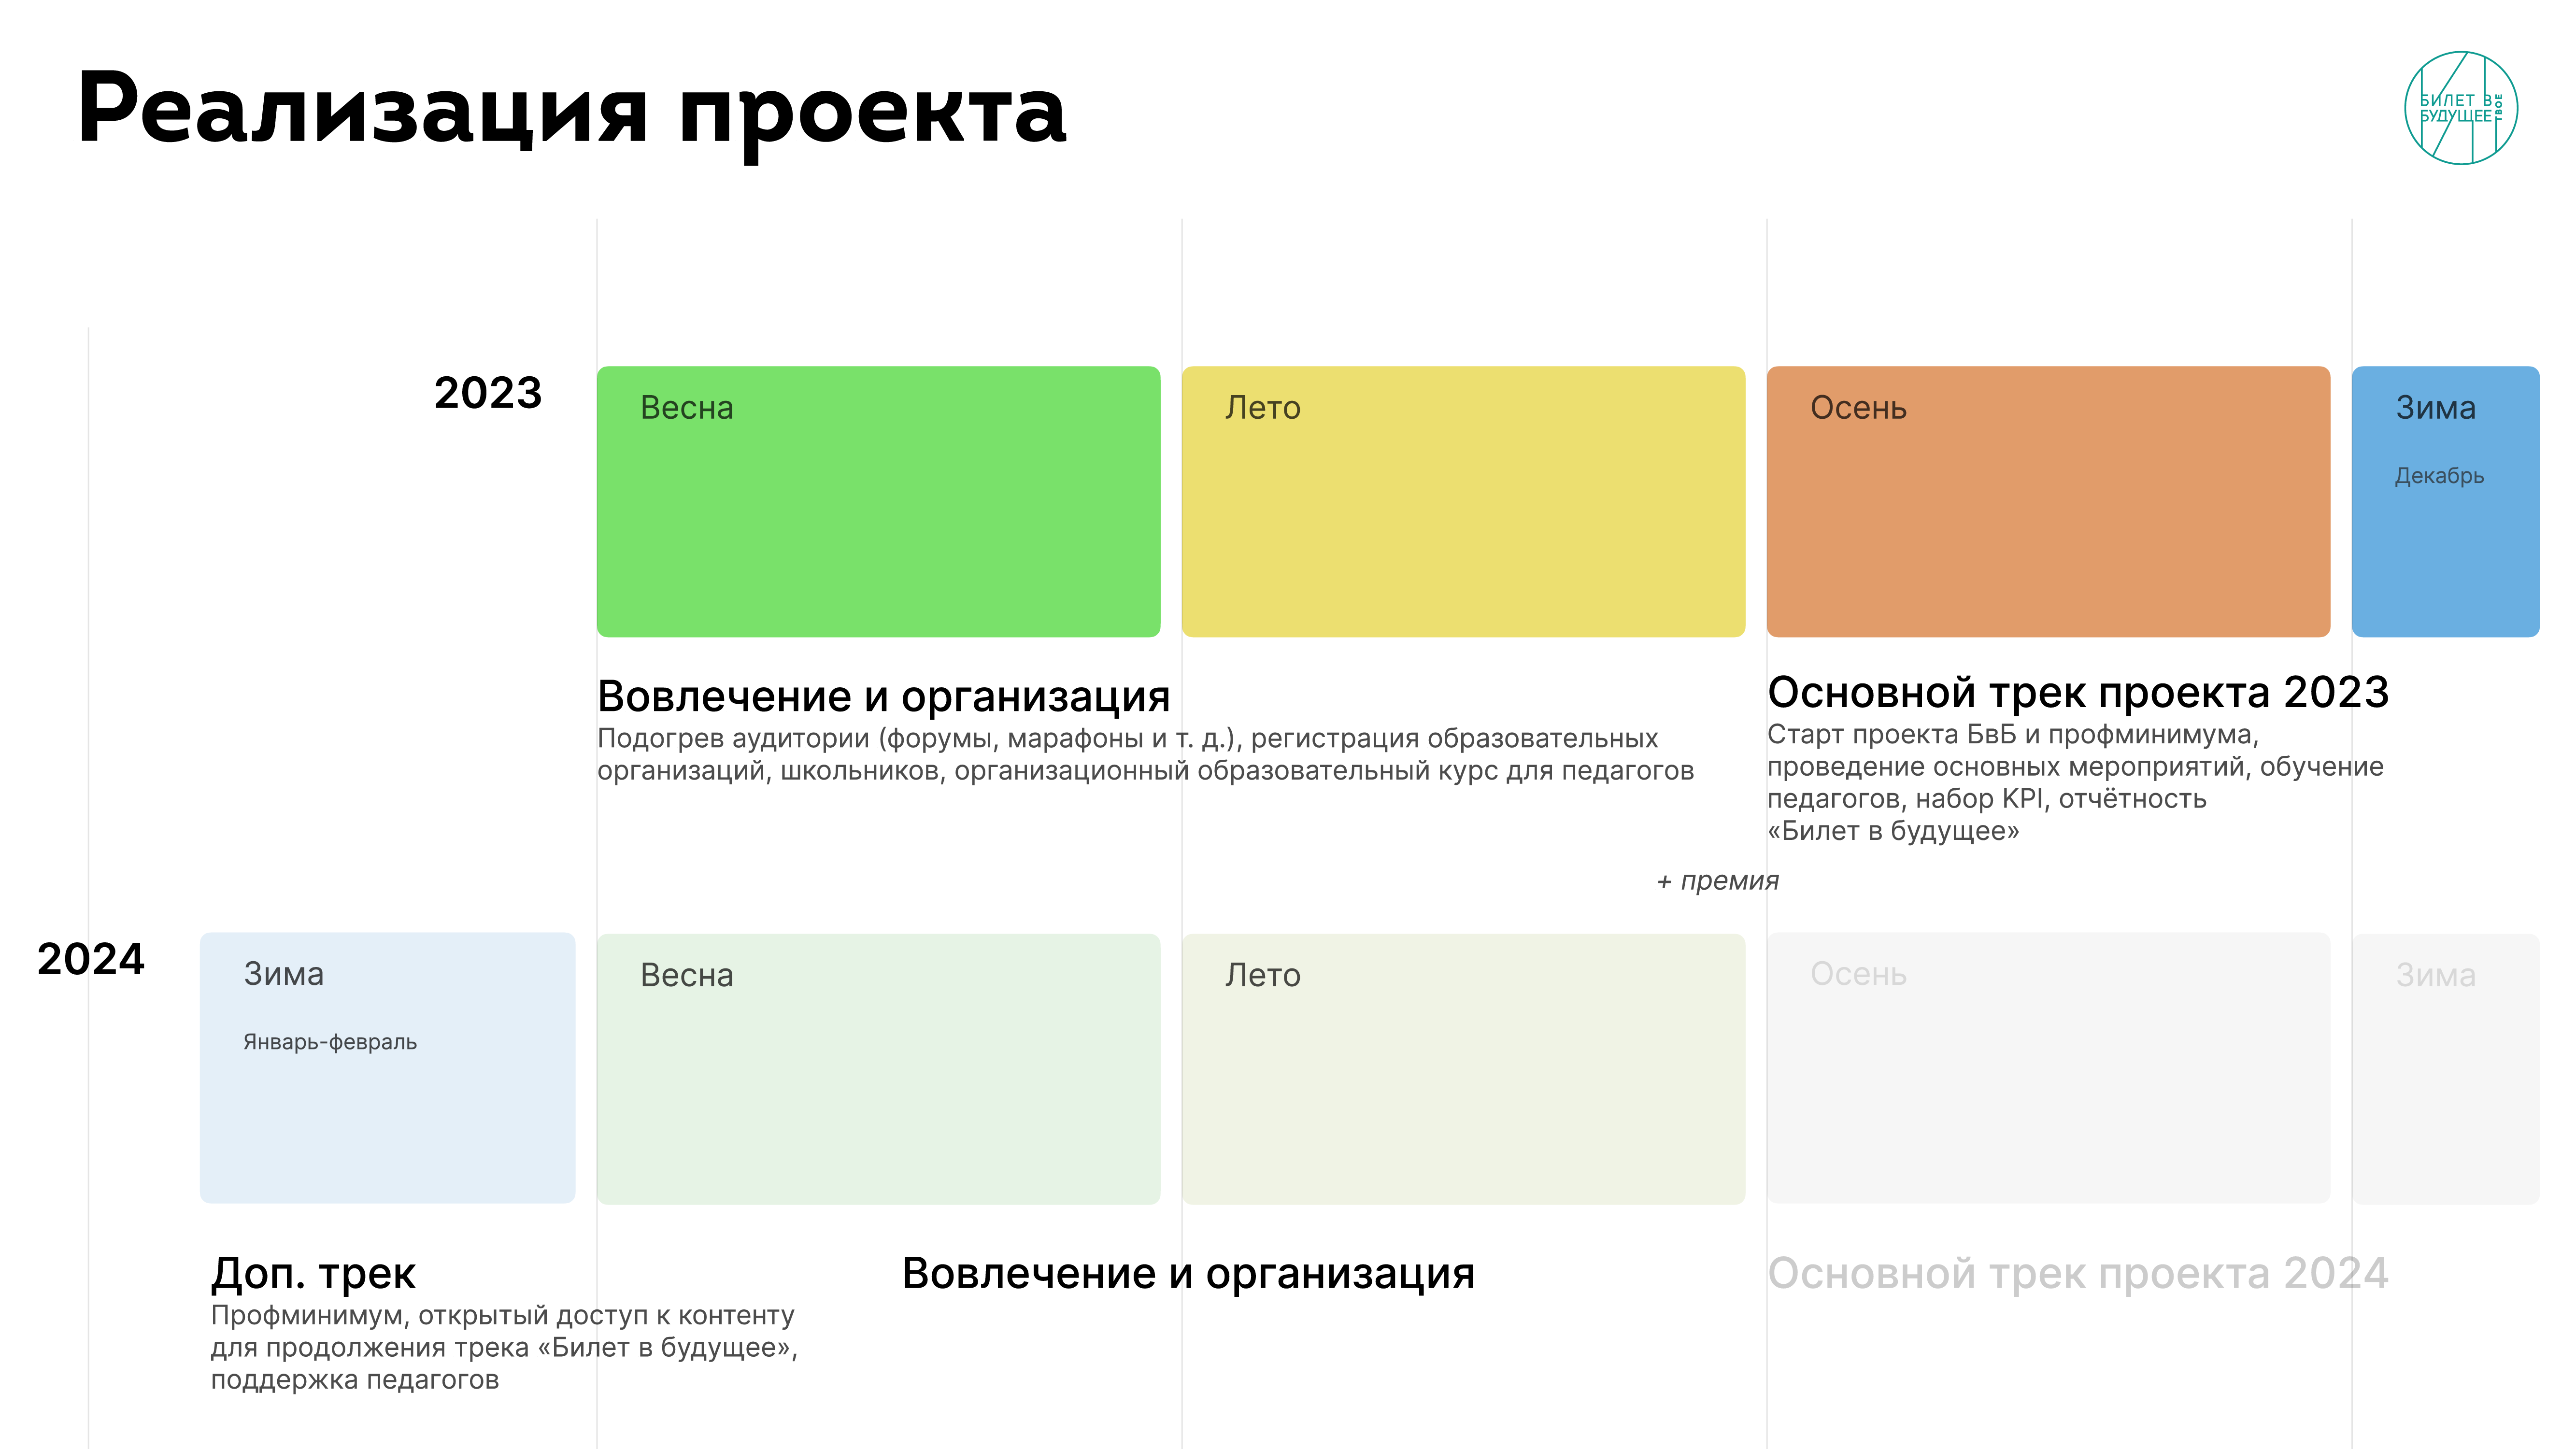 Реализация проекта
БИЛЕТ В
БУДУЩЕЕ
ТВОЕ
2023
Весна
Лето
Осень
Зима
Декабрь
Вовлечение и организация
Подогрев аудитории (форумы, марафоны и т. д.), регистрация образовательных
организаций, школьников, организационный образовательный курс для педагогов
Основной трек проекта 2023
Старт проекта БвБ и профминимума,
проведение основных мероприятий, обучение
педагогов, набор KPI, отчётность
«Билет в будущее»
+ премия
2024
Зима
Январь-февраль
Весна
Лето
Осень
Зима
Доп. трек
Профминимум, открытый доступ к контенту
для продолжения трека «Билет в будущее»,
поддержка педагогов
Вовлечение и организация
Основной трек проекта 2024